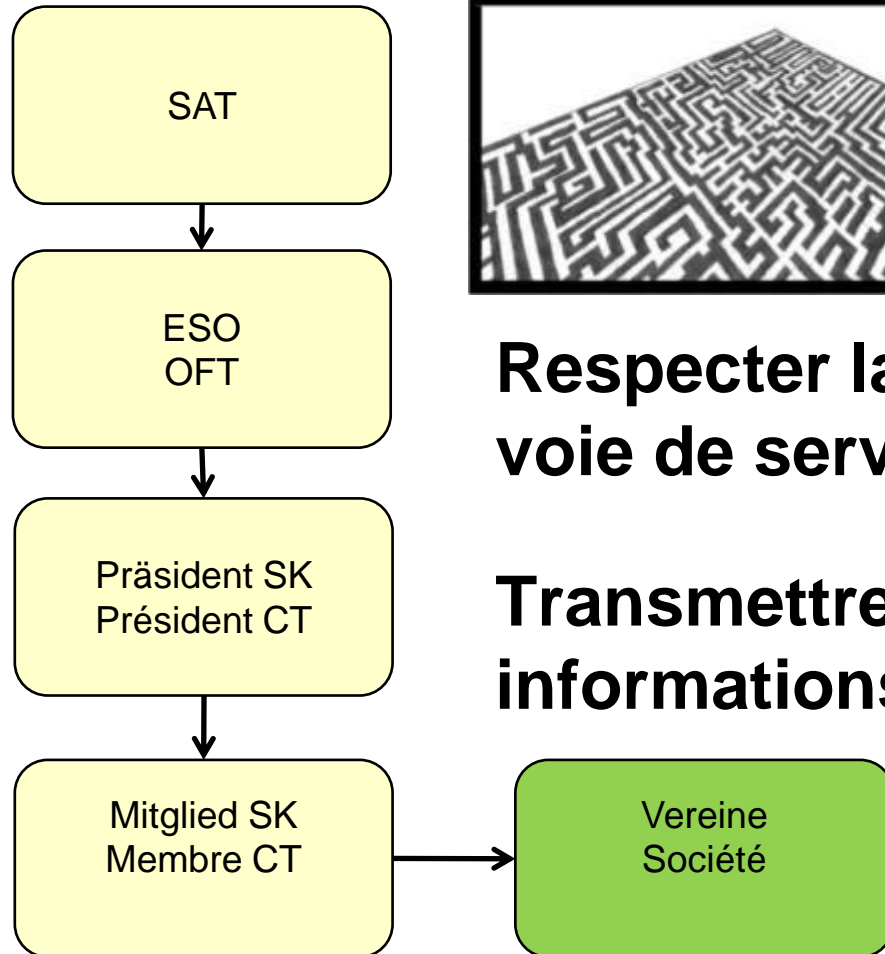 SAT
ESO
OFT
Respecter la
voie de serv
Präsident SK
Président CT
Transmettre
informations
Mitglied SK
Membre CT
Vereine
Société